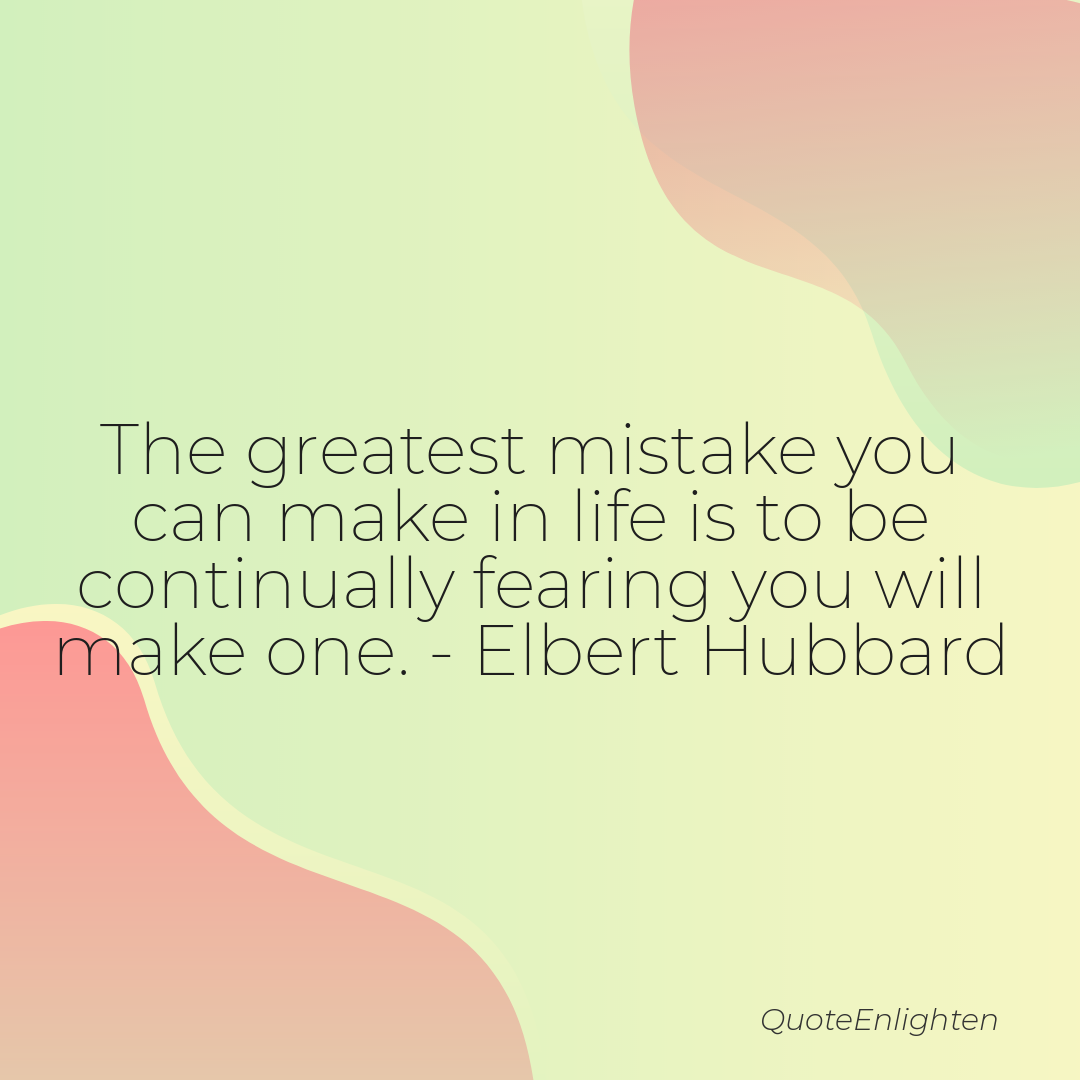 The greatest mistake you
can make in life is to be
continually fearing you will
make one. - Elbert Hubbard
QuoteEnlighten